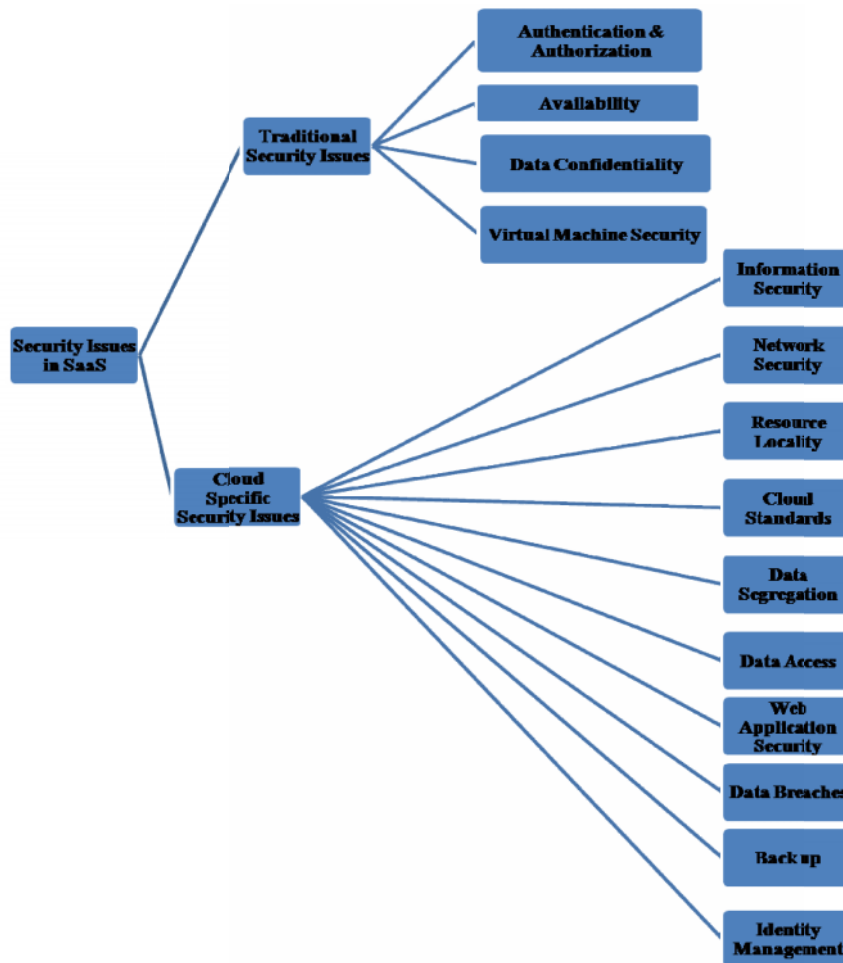 Authentication &
Authorization
Availability
Traditional
Security Issues
Data Confidentiality
Virtual Machine Security
Information
Security
Security Issues
in SaaS
Network
Security
Resource
Locality
Cloud
Specific
Security Issues
Cloud
Standards
Data
Segregation
Data Access
Web
Application
Security
Data Breaches
Back up
Identity
Management